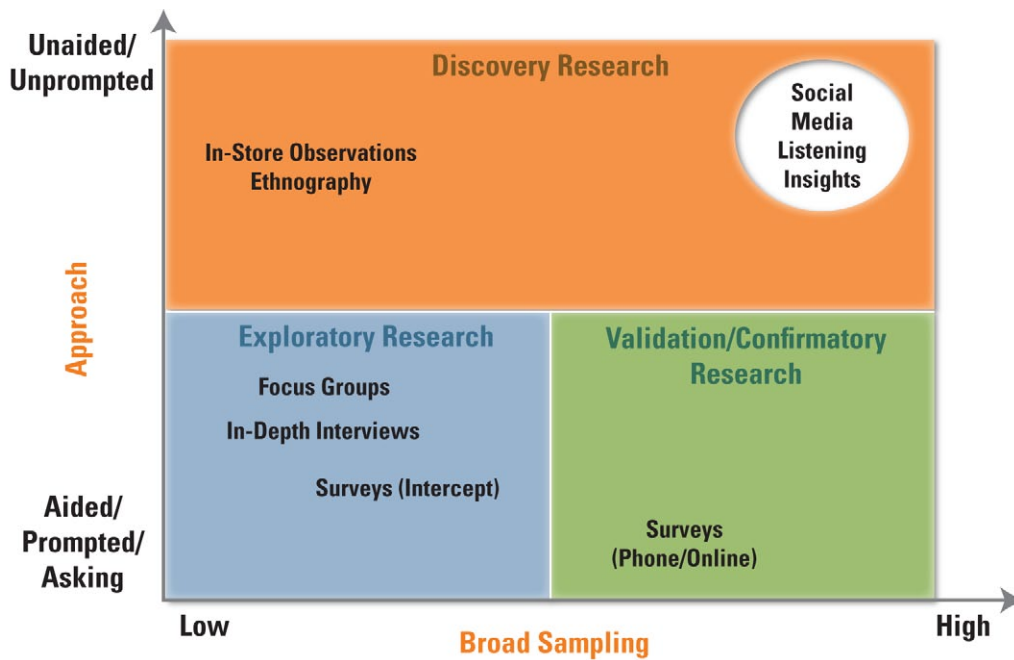 Unaided/
Unprompted
Discovery Research
Social
Media
Listening
Insights
In-Store Observations
Ethnography
Approach
Exploratory Research
Focus Groups
In-Depth Interviews
Surveys (Intercept)
Validation/Confirmatory
Research
Surveys
(Phone/Online)
Aided/
Prompted/
Asking
Low
Broad Sampling
High